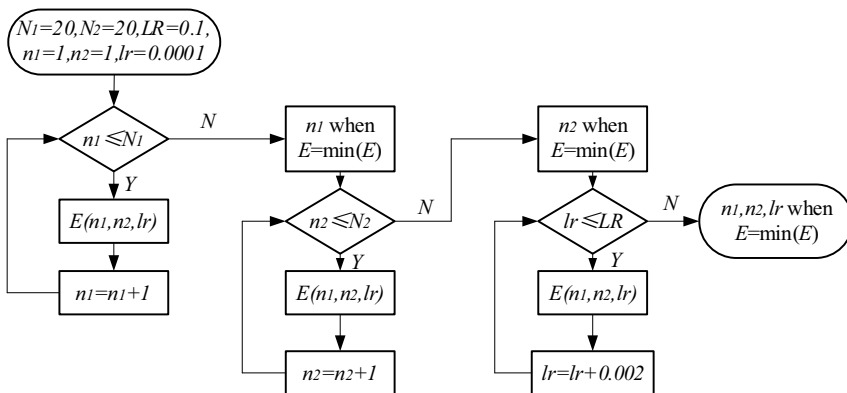 N1=20,N2=20,LR=0.1,
n1=1,n2=1,lr=0.0001
n1≤N1
N
Y
E(n1,n2,lr)
n1=n1+1
n1 when
E=min(E)
n2≤N2
N
Y
E(n1,n2,lr)
n2=n2+1
n2 when
E=min(E)
lr≤LR
N
Y
E(n1,n2,lr)
lr=lr+0.002
n1,n2,lr when
E=min(E)